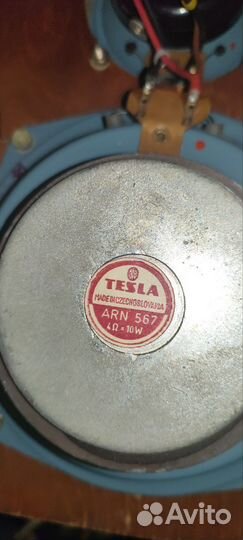 TESLA
MADE IN CZECHOSLOVAKIA
ARN 567
4Ω = 10W
Avito